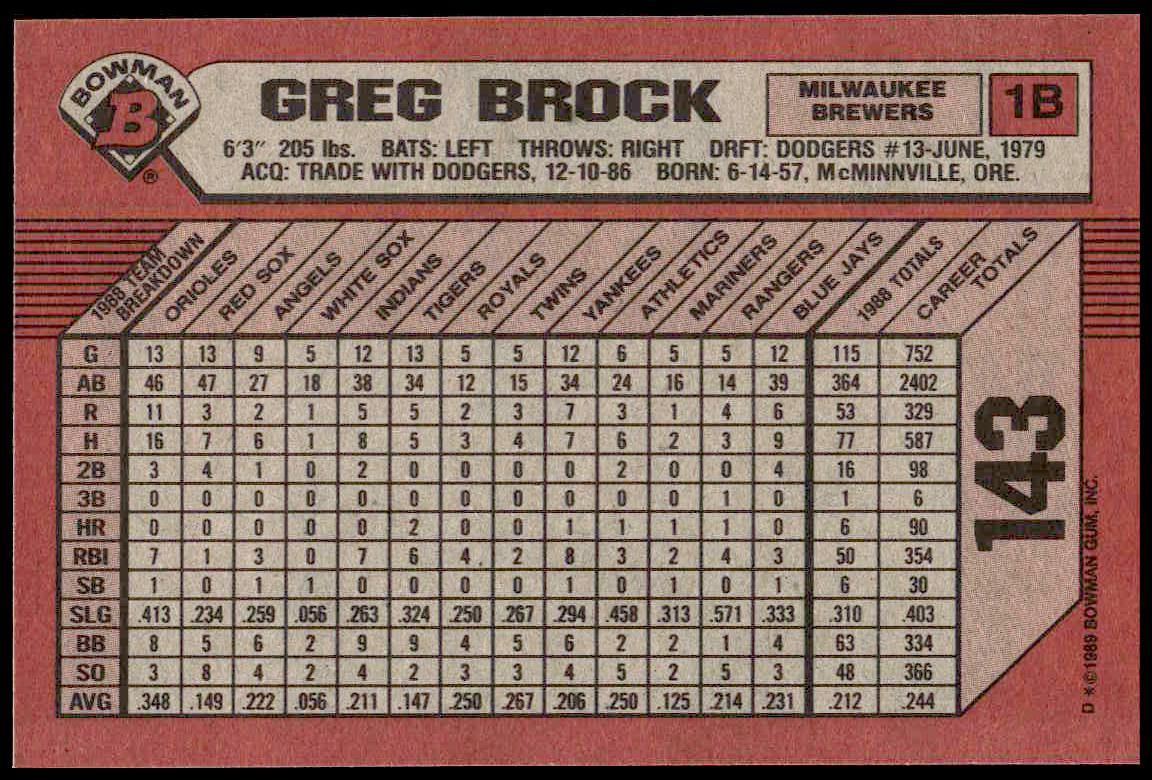 BOWMAN
B
®
GREG BROCK
MILWAUKEE
BREWERS
1B
6'3" 205 lbs. BATS: LEFT THROWS: RIGHT DRFT: DODGERS #13-JUNE, 1979
ACQ: TRADE WITH DODGERS, 12-10-86 BORN: 6-14-57, McMINNVILLE, ORE.
1988 TEAM BREAKDOWN ORIOLES RED SOX ANGELS WHITE SOX INDIANS TIGERS ROYALS TWINS YANKEES ATHLETICS MARINERS RANGERS BLUE JAYS 1988 TOTALS CAREER TOTALS
G 13 13 9 5 12 13 5 5 12 6 5 5 12 115 752
AB 46 47 27 18 38 34 12 15 34 24 16 14 39 364 2402
R 11 3 2 1 5 5 2 3 7 3 1 4 6 53 329
H 16 7 6 1 8 5 3 4 7 6 2 3 9 77 587
2B 3 4 1 0 2 0 0 0 0 2 0 0 4 16 98
3B 0 0 0 0 0 0 0 0 0 0 0 1 0 1 6
HR 0 0 0 0 0 2 0 0 1 1 1 1 0 6 90
RBI 7 1 3 0 7 6 4 2 8 3 2 4 3 50 354
SB 1 0 1 1 0 0 0 0 1 0 1 0 1 6 30
SLG .413 .234 .259 .056 .263 .324 .250 .267 .294 .458 .313 .571 .333 .310 .403
BB 8 5 6 2 9 9 4 5 6 2 2 1 4 63 334
SO 3 8 4 2 4 2 3 3 4 5 2 5 3 48 366
AVG .348 .149 .222 .056 .211 .147 .250 .267 .206 .250 .125 .214 .231 .212 .244
143
D *©1989 BOWMAN GUM, INC.